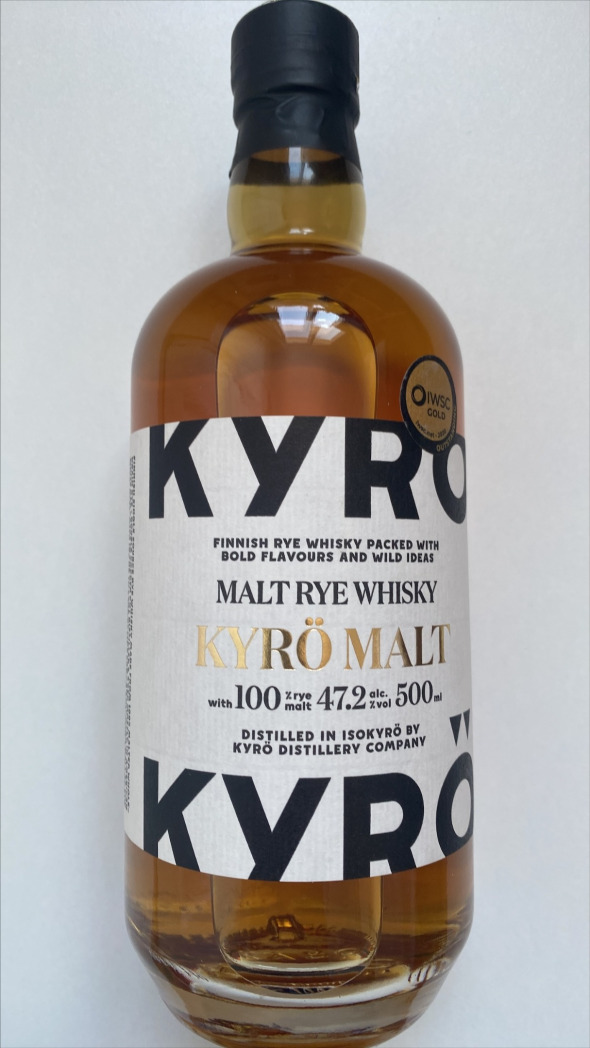 IWSC
GOLD
KYRÖ
FINNISH RYE WHISKY PACKED WITH
BOLD FLAVOURS AND WILD IDEAS
MALT RYE WHISKY
KYRÖ MALT
with 100 % rye malt 47.2 alc. % vol 500 ml
DISTILLED IN ISOKYRÖ BY
KYRÖ DISTILLERY COMPANY
KYRÖ